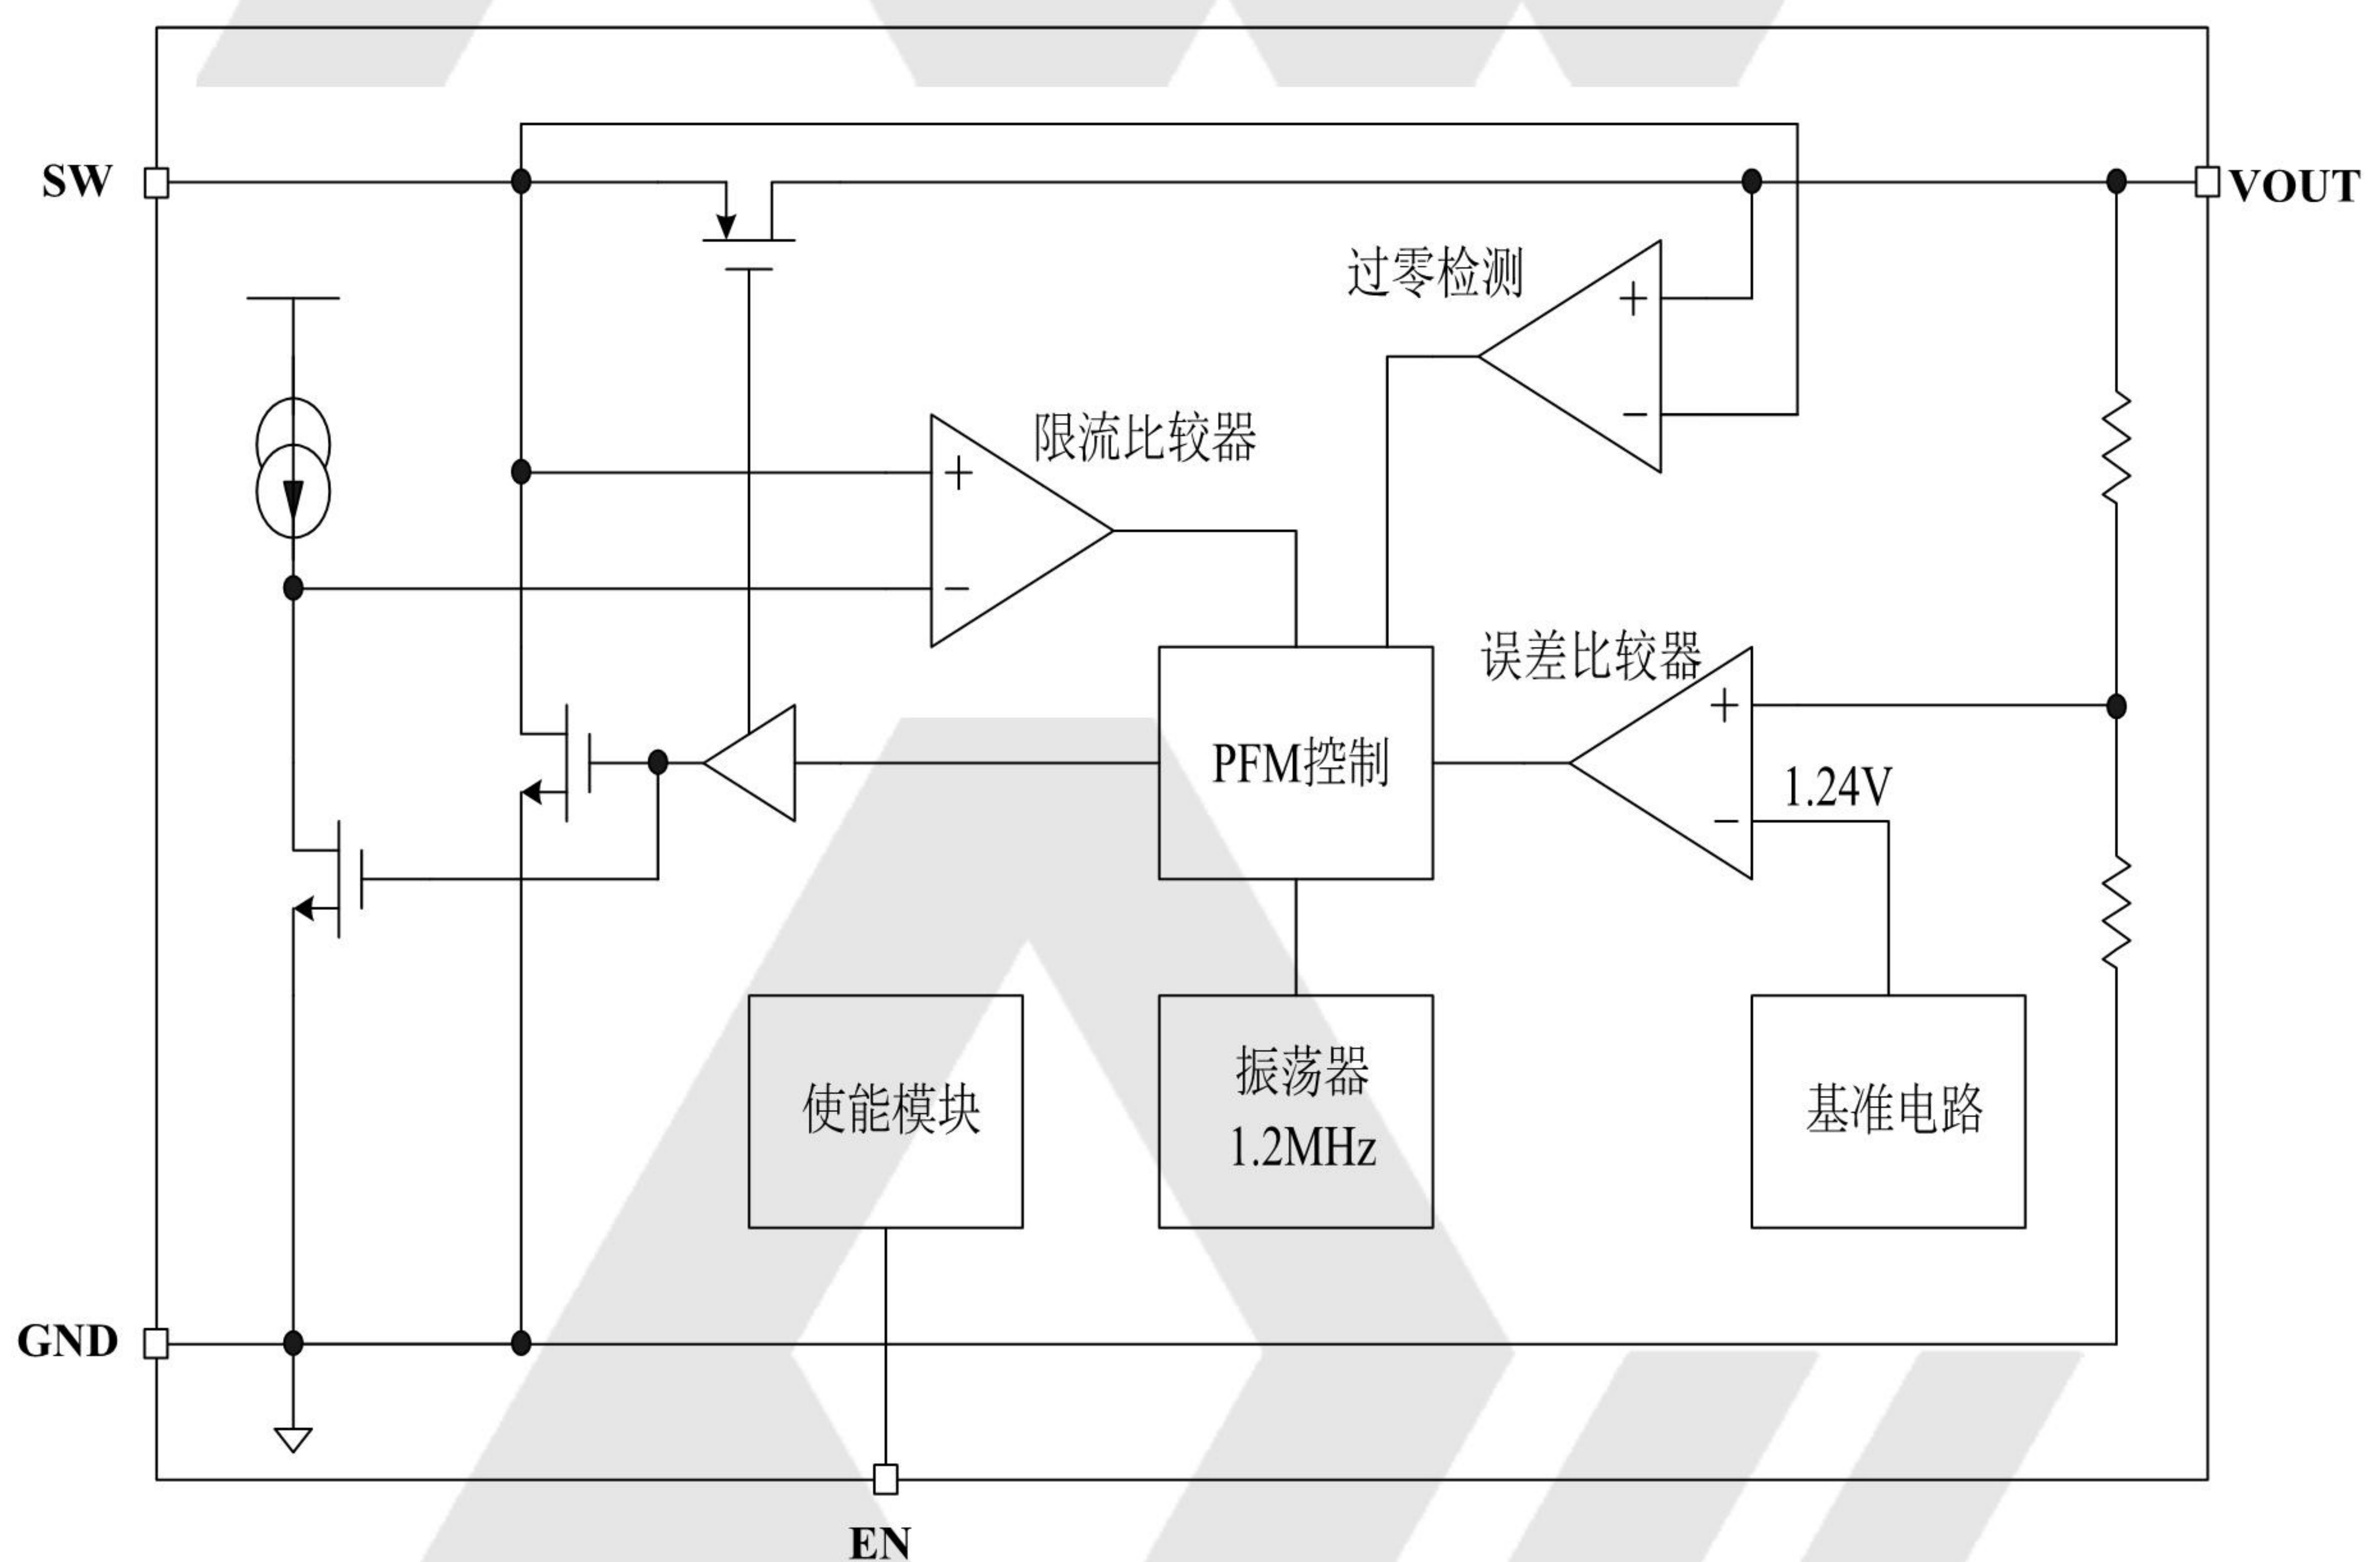 SW
VOUT
过零检测
+
−
限流比较器
+
−
误差比较器
+
1.24V
−
PFM控制
使能模块
振荡器
1.2MHz
基准电路
GND
EN